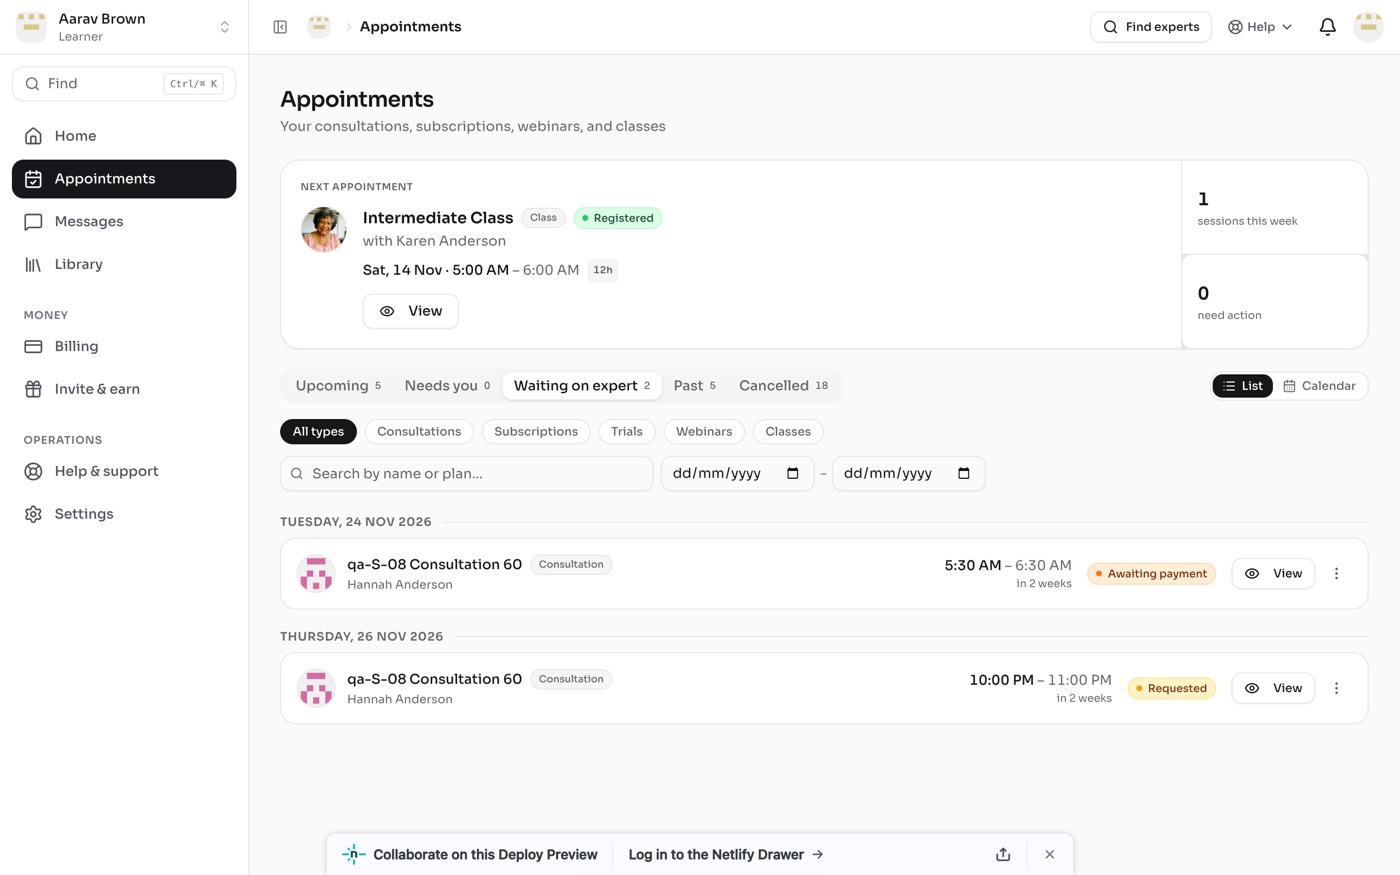 Aarav Brown
Learner
Find
Ctrl/⌘ K
Home
Appointments
Messages
Library
MONEY
Billing
Invite & earn
OPERATIONS
Help & support
Settings
Appointments
Find experts
Help
Appointments
Your consultations, subscriptions, webinars, and classes
NEXT APPOINTMENT
Intermediate Class Class Registered
with Karen Anderson
Sat, 14 Nov · 5:00 AM – 6:00 AM 12h
View
1
sessions this week
0
need action
Upcoming 5 Needs you 0 Waiting on expert 2 Past 5 Cancelled 18
List Calendar
All types Consultations Subscriptions Trials Webinars Classes
Search by name or plan... dd/mm/yyyy – dd/mm/yyyy
TUESDAY, 24 NOV 2026
qa-S-08 Consultation 60 Consultation
Hannah Anderson
5:30 AM – 6:30 AM
in 2 weeks
Awaiting payment
View
THURSDAY, 26 NOV 2026
qa-S-08 Consultation 60 Consultation
Hannah Anderson
10:00 PM – 11:00 PM
in 2 weeks
Requested
View
Collaborate on this Deploy Preview Log in to the Netlify Drawer →